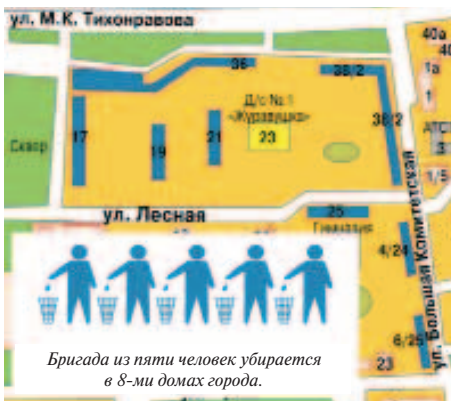 ул. М.К. Тихонравова
40а
36
38/2
1а
1
Д/с № 1
«Журавушка»
17
19
21
23
38/2
Сквер
1/5
ул. Лесная
25
Гимназия
4/24
ул. Большая Комитетская
6/25
23
Бригада из пяти человек убирается
в 8-ми домах города.